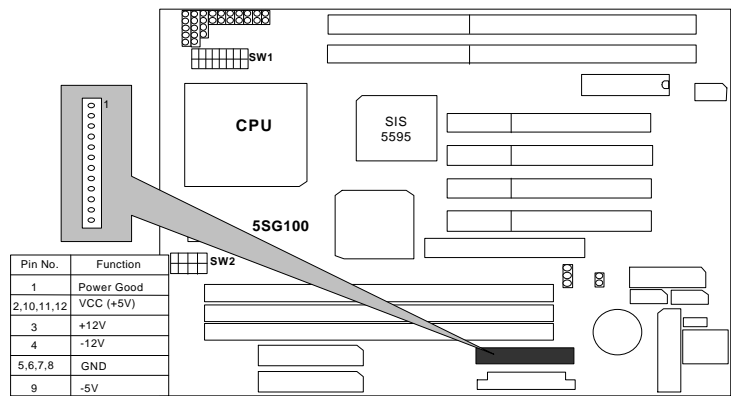 SW1
1
CPU
SIS
5595
5SG100
SW2
Pin No. Function
1 Power Good
2,10,11,12 VCC (+5V)
3 +12V
4 -12V
5,6,7,8 GND
9 -5V